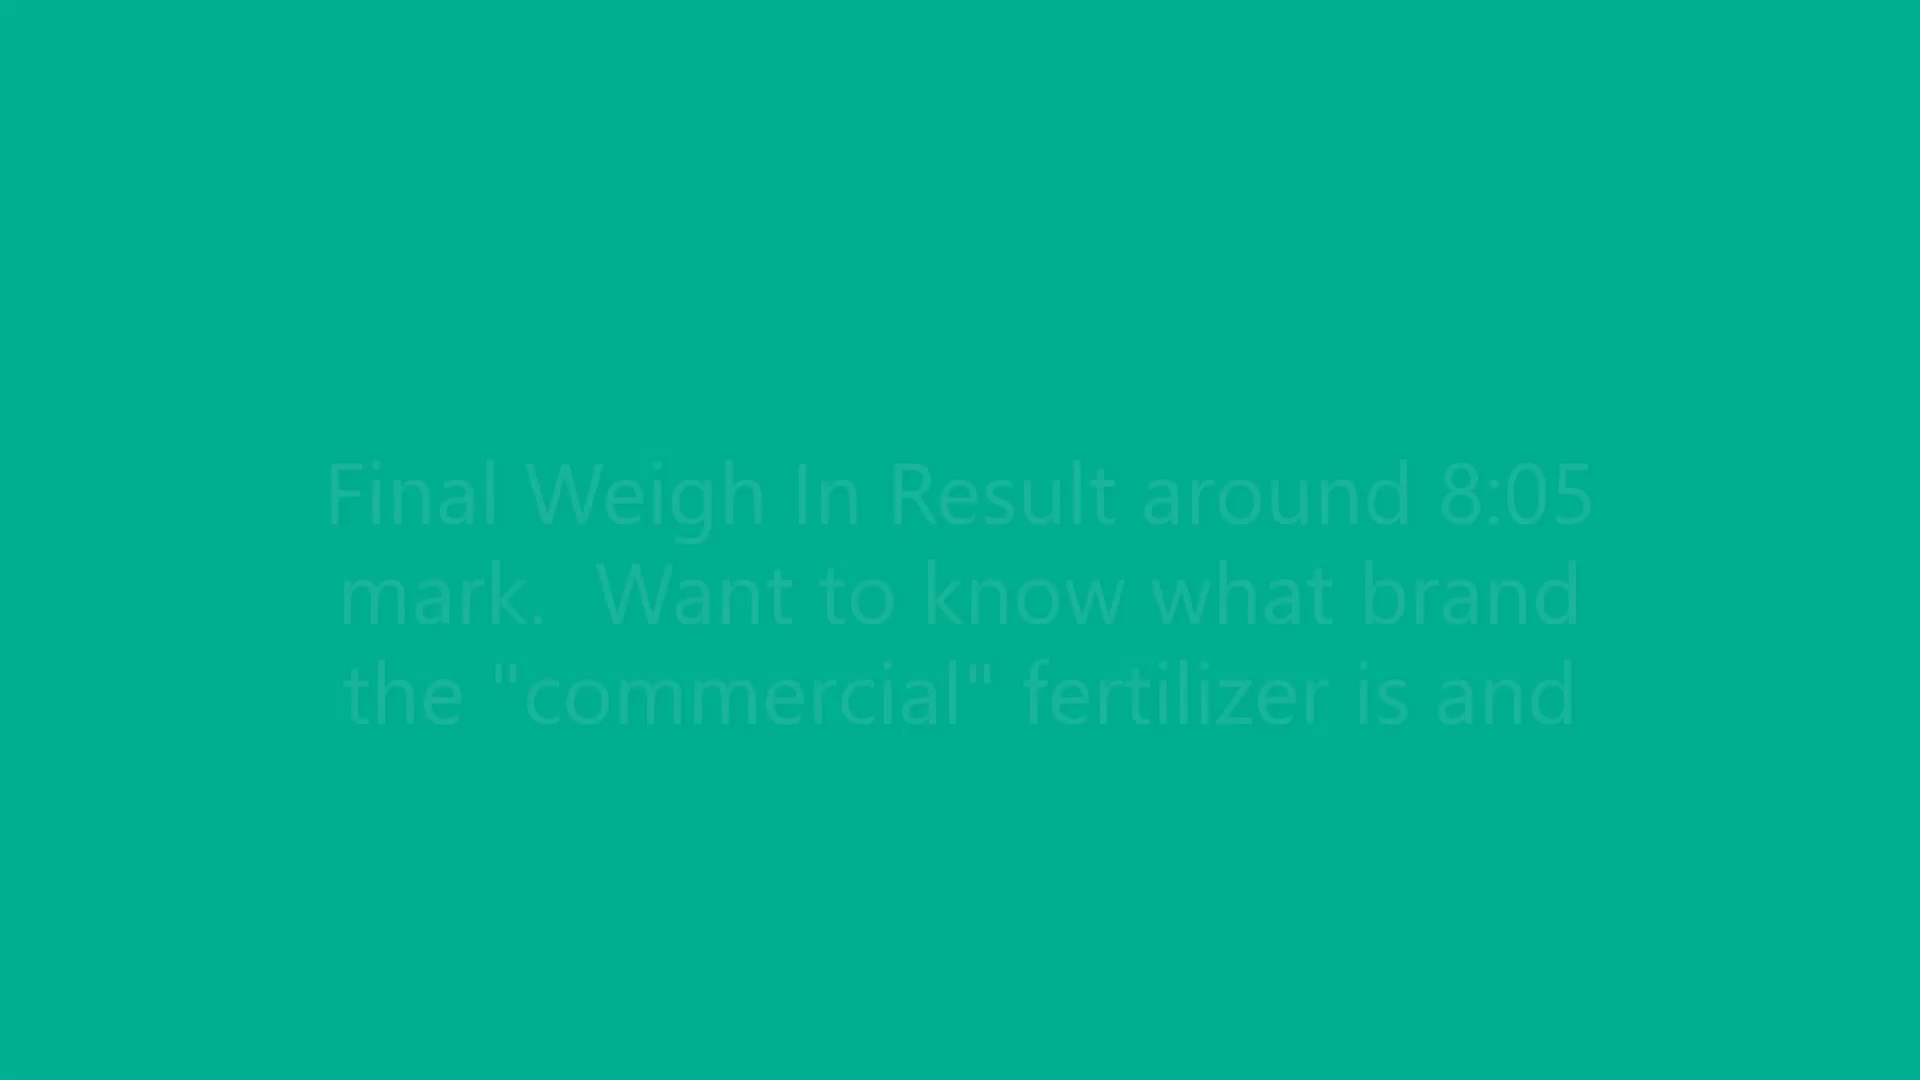 Final Weigh In Result around 8:05
mark.  Want to know what brand
the "commercial" fertilizer is and